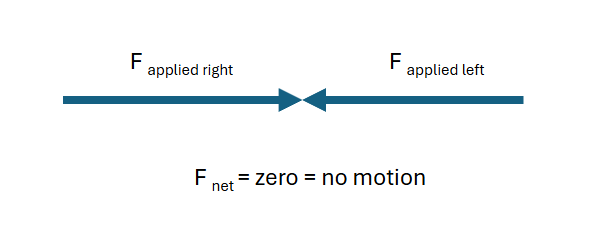 F applied right
F applied left
F net = zero = no motion